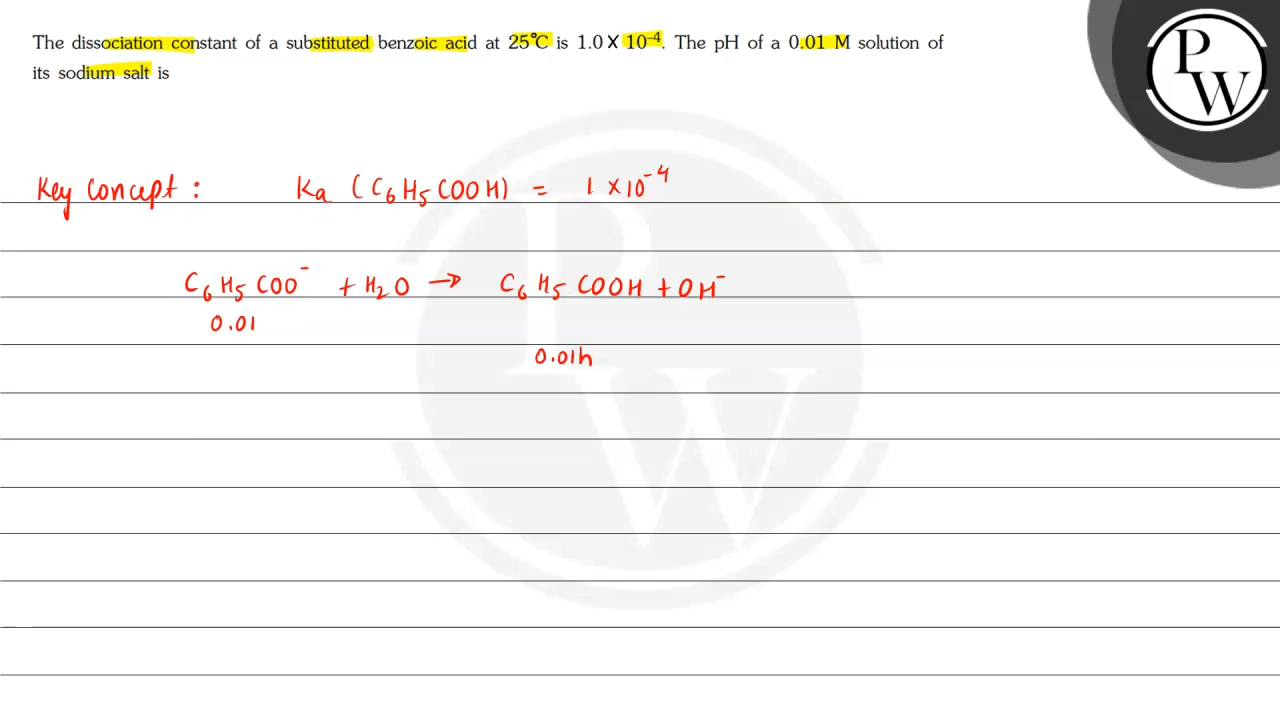 The dissociation constant of a substituted benzoic acid at 25°C is 1.0 X 10⁻⁴. The pH of a 0.01 M solution of
its sodium salt is
P
W
Key Concept : Ka (C₆H₅COOH) = 1 × 10⁻⁴
C₆H₅COO⁻ + H₂O → C₆H₅COOH + OH⁻
0.01
0.01h
P
W